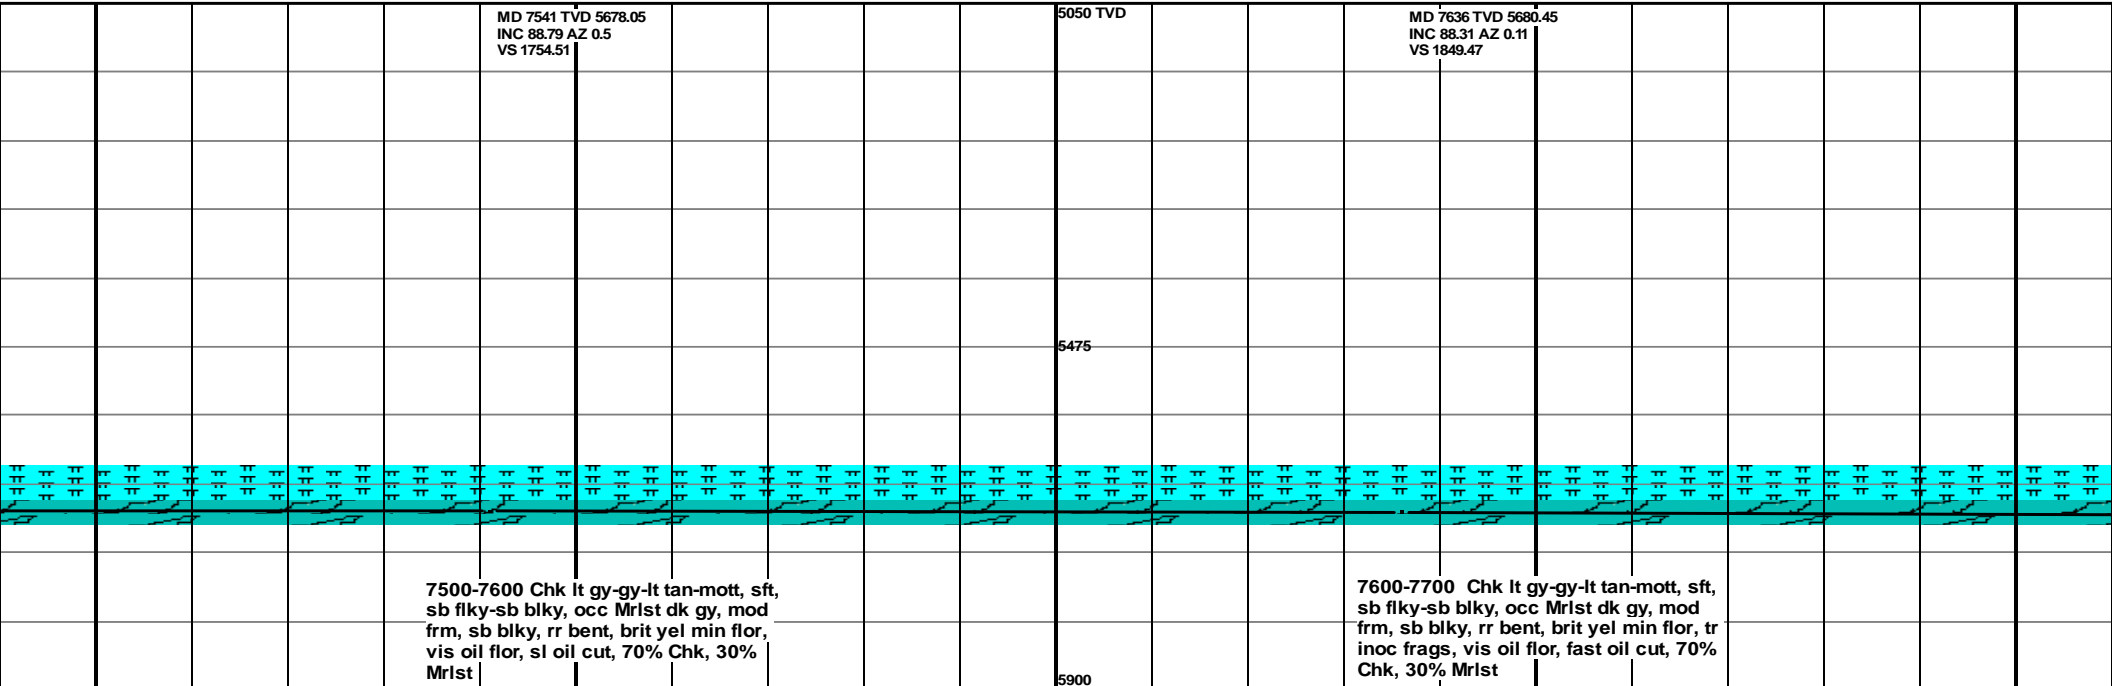 MD 7541 TVD 5678.05
INC 88.79 AZ 0.5
VS 1754.51
5050 TVD
MD 7636 TVD 5680.45
INC 88.31 AZ 0.11
VS 1849.47
5475
7500-7600 Chk lt gy-gy-lt tan-mott, sft,
sb flky-sb blky, occ Mrlst dk gy, mod
frm, sb blky, rr bent, brit yel min flor,
vis oil flor, sl oil cut, 70% Chk, 30%
Mrlst
7600-7700 Chk lt gy-gy-lt tan-mott, sft,
sb flky-sb blky, occ Mrlst dk gy, mod
frm, sb blky, rr bent, brit yel min flor, tr
inoc frags, vis oil flor, fast oil cut, 70%
Chk, 30% Mrlst
5900